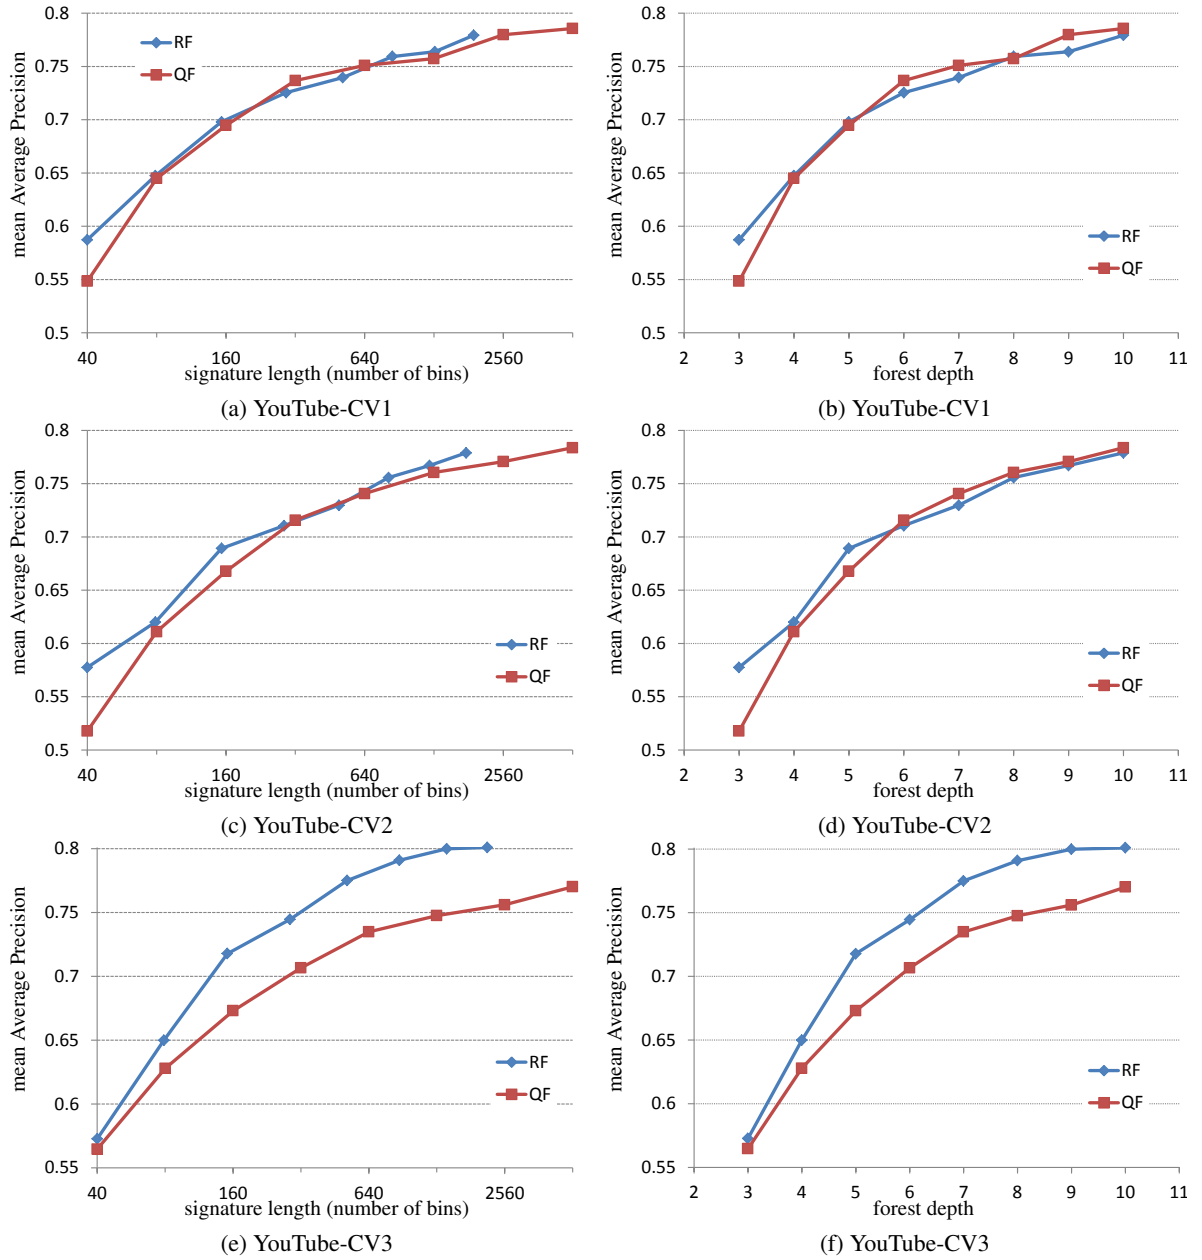 0.8
0.75
0.7
0.65
0.6
0.55
0.5
mean Average Precision
RF
QF
40
160
640
2560
signature length (number of bins)
(a) YouTube-CV1
0.8
0.75
0.7
0.65
0.6
0.55
0.5
mean Average Precision
RF
QF
2
3
4
5
6
7
8
9
10
11
forest depth
(b) YouTube-CV1
0.8
0.75
0.7
0.65
0.6
0.55
0.5
mean Average Precision
RF
QF
40
160
640
2560
signature length (number of bins)
(c) YouTube-CV2
0.8
0.75
0.7
0.65
0.6
0.55
0.5
mean Average Precision
RF
QF
2
3
4
5
6
7
8
9
10
11
forest depth
(d) YouTube-CV2
0.8
0.75
0.7
0.65
0.6
0.55
mean Average Precision
RF
QF
40
160
640
2560
signature length (number of bins)
(e) YouTube-CV3
0.8
0.75
0.7
0.65
0.6
0.55
mean Average Precision
RF
QF
2
3
4
5
6
7
8
9
10
11
forest depth
(f) YouTube-CV3